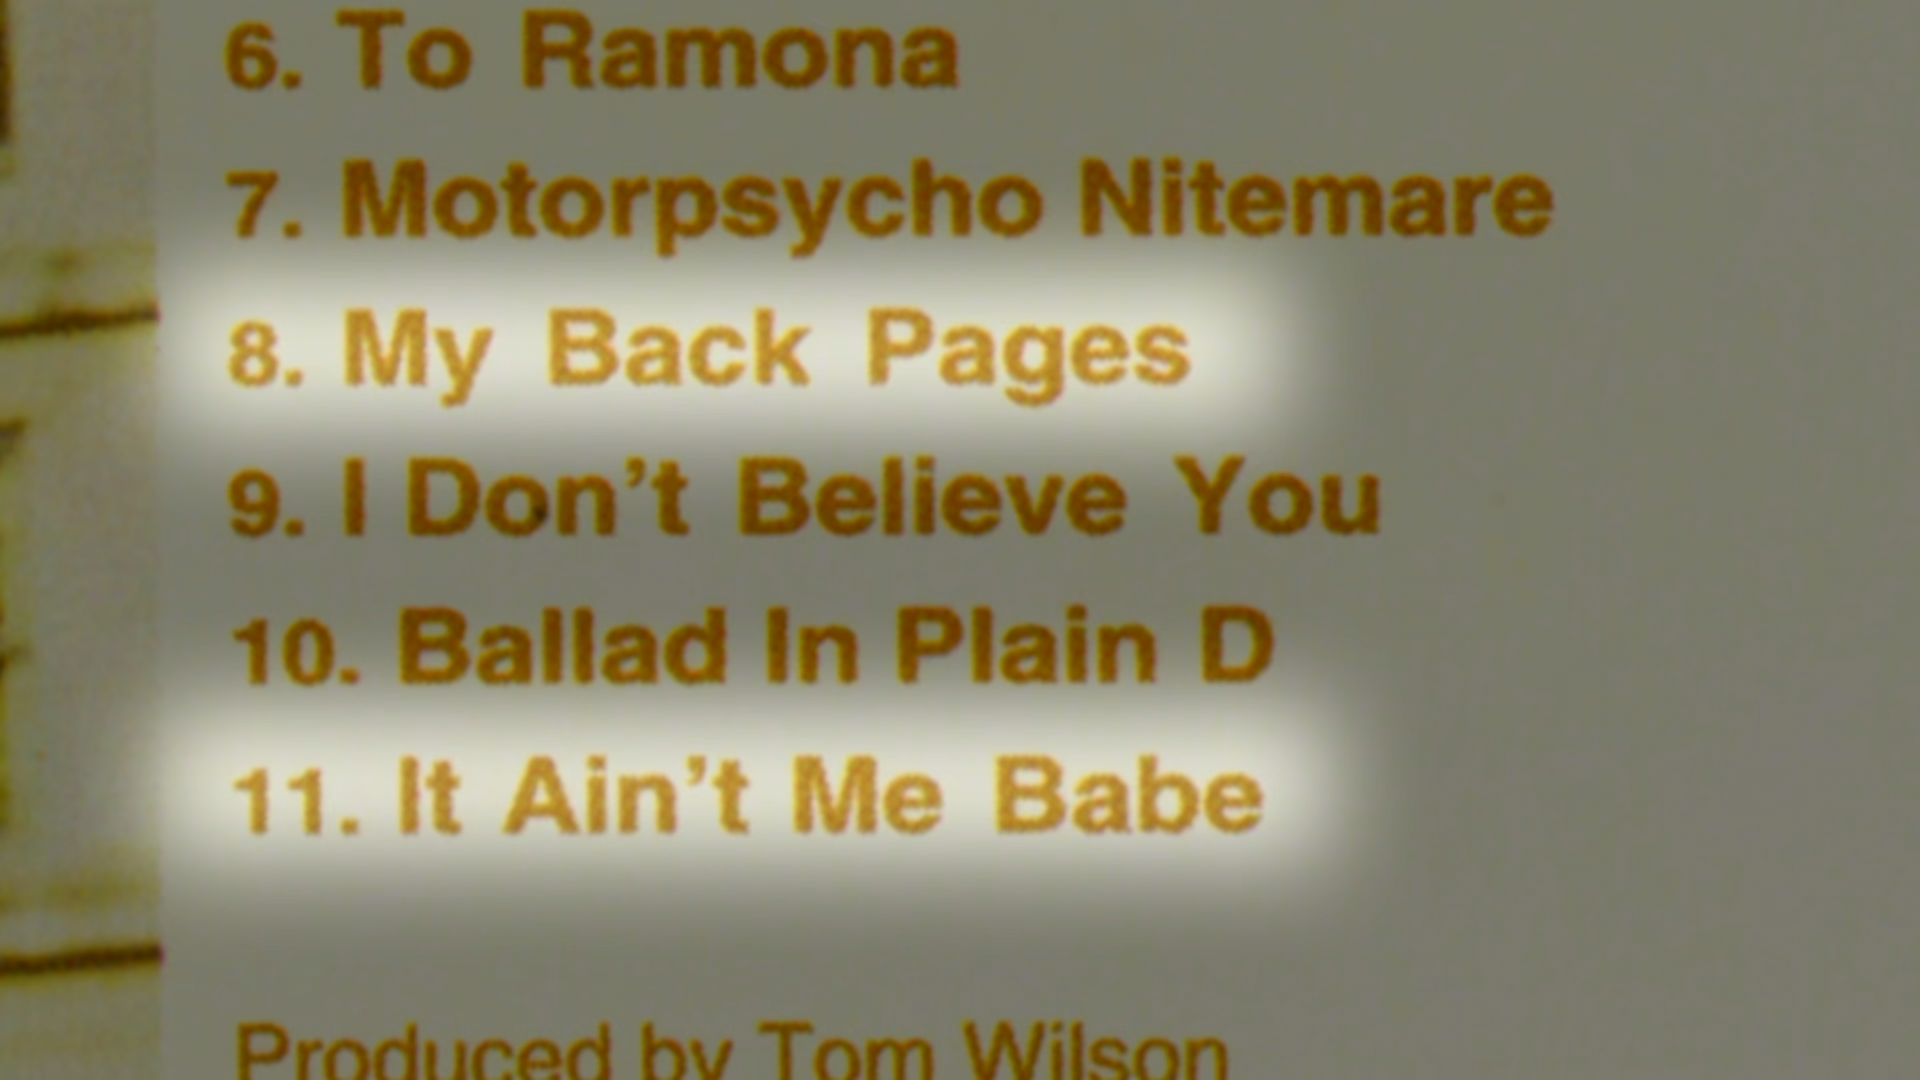 6. To Ramona
7. Motorpsycho Nitemare
8. My Back Pages
9. I Don’t Believe You
10. Ballad In Plain D
11. It Ain’t Me Babe
Produced by Tom Wilson